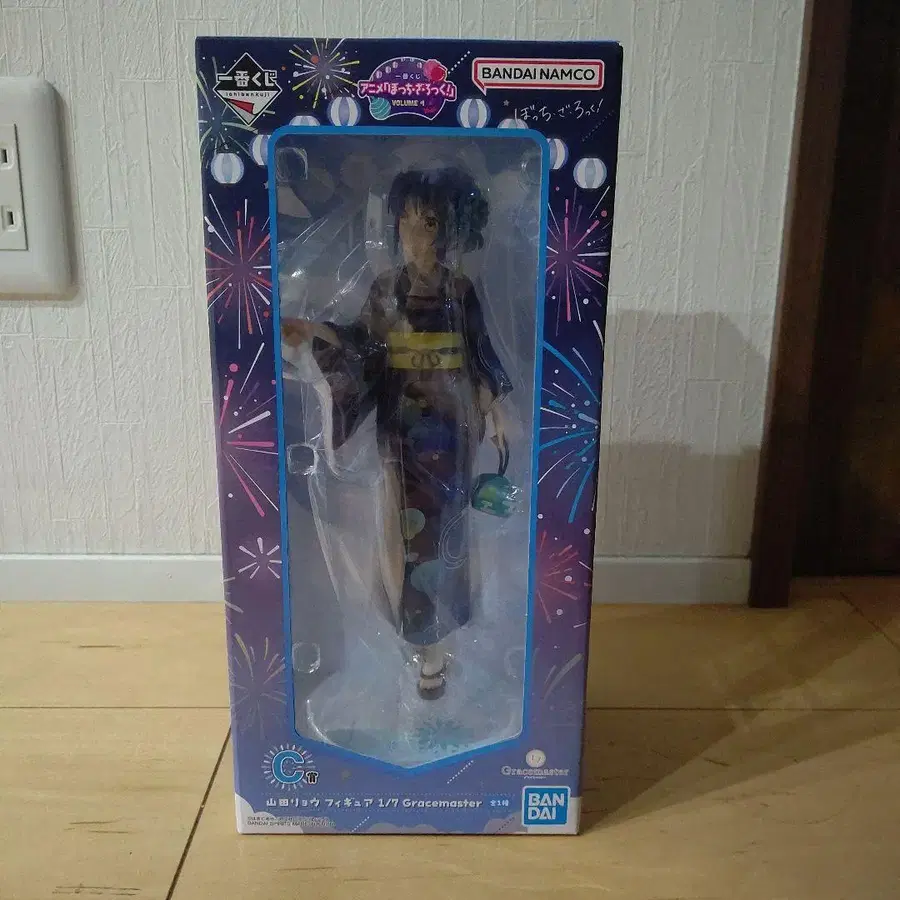 一番くじ
ichiban KUJI
一番くじ
アニメ「ぼっち・ざ・ろっく!」
VOLUME 4
BANDAI NAMCO
ぼっち・ざ・ろっく!
C賞
Gracemaster
山田リョウ フィギュア 1/7 Gracemaster 全1種
BAN
DAI